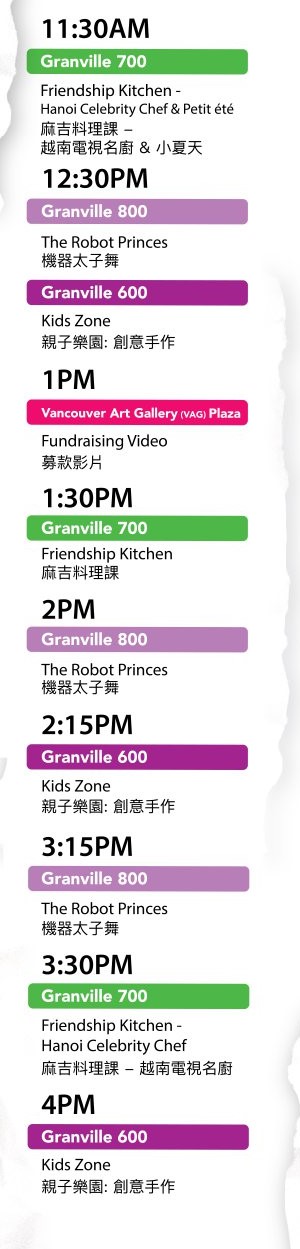 11:30AM
Granville 700
Friendship Kitchen -
Hanoi Celebrity Chef & Petit été
麻吉料理課 –
越南電視名廚 & 小夏天
12:30PM
Granville 800
The Robot Princes
機器太子舞
Granville 600
Kids Zone
親子樂園: 創意手作
1PM
Vancouver Art Gallery (VAG) Plaza
Fundraising Video
募款影片
1:30PM
Granville 700
Friendship Kitchen
麻吉料理課
2PM
Granville 800
The Robot Princes
機器太子舞
2:15PM
Granville 600
Kids Zone
親子樂園: 創意手作
3:15PM
Granville 800
The Robot Princes
機器太子舞
3:30PM
Granville 700
Friendship Kitchen -
Hanoi Celebrity Chef
麻吉料理課 – 越南電視名廚
4PM
Granville 600
Kids Zone
親子樂園: 創意手作